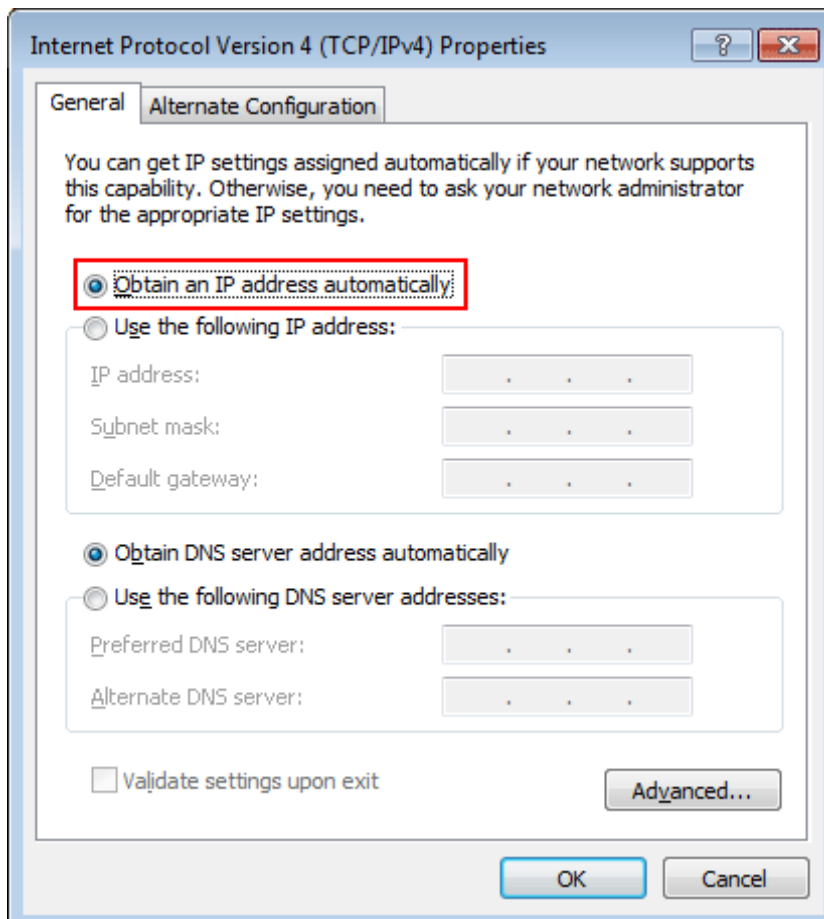 Internet Protocol Version 4 (TCP/IPv4) Properties
General
Alternate Configuration
You can get IP settings assigned automatically if your network supports
this capability. Otherwise, you need to ask your network administrator
for the appropriate IP settings.
Obtain an IP address automatically
Use the following IP address:
IP address:
Subnet mask:
Default gateway:
Obtain DNS server address automatically
Use the following DNS server addresses:
Preferred DNS server:
Alternate DNS server:
Validate settings upon exit
Advanced...
OK
Cancel